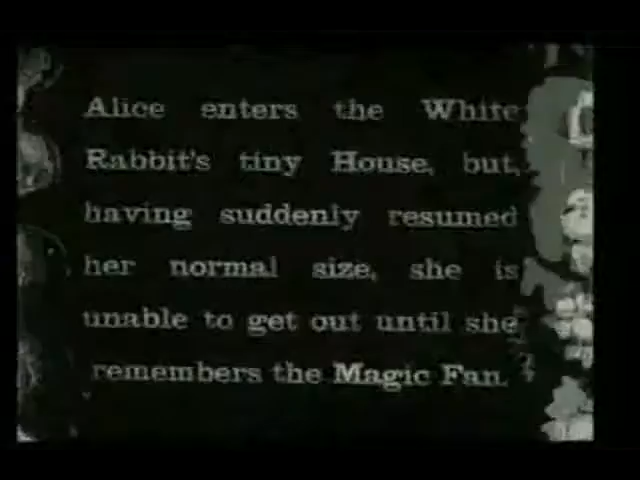 Alice enters the White
Rabbit's tiny House, but,
having suddenly resumed
her normal size, she is
unable to get out until she
remembers the Magic Fan.